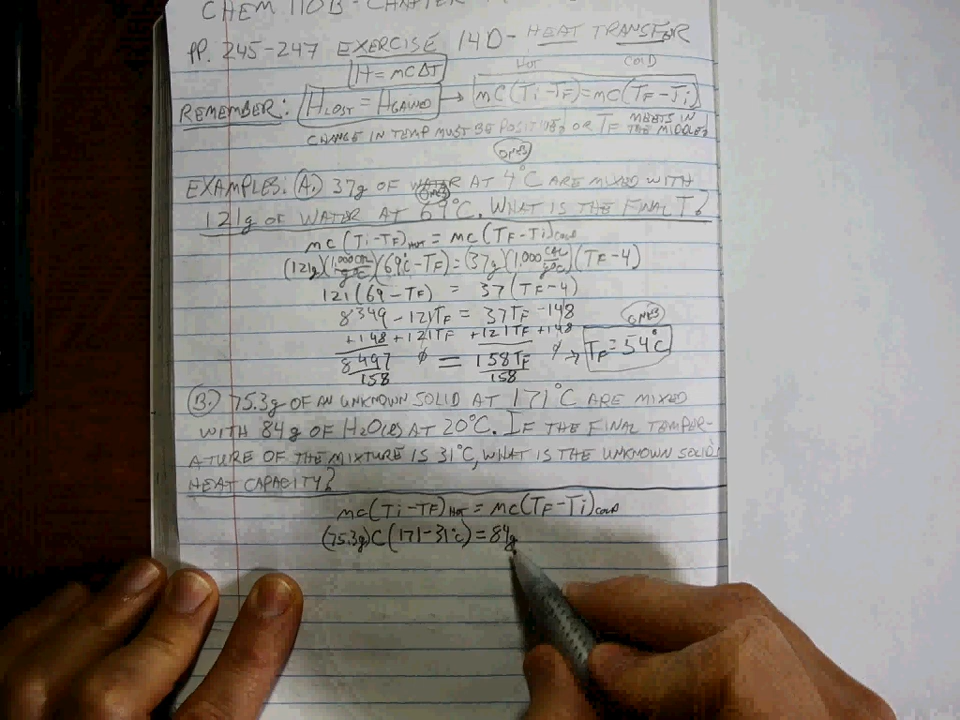 CHEM 110B - CHAPTER
PP. 245-247 EXERCISE 14D - HEAT TRANSFER
H = mCΔT
HOT COLD
REMEMBER: HLOST = HGAINED → mC(Ti-TF)=mC(TF-Ti)
CHANGE IN TEMP MUST BE POSITIVE, OR TF MEETS IN THE MIDDLE
EXAMPLES: A. 37g OF WATER AT 4°C ARE MIXED WITH
121g OF WATER AT 69°C. WHAT IS THE FINAL T?
mC(Ti-TF)HOT = mC(TF-Ti)COLD
(121g)(1.000 CAL/g°C)(69°C-TF)=(37g)(1.000 CAL/g°C)(TF-4)
121(69-TF) = 37(TF-4)
8349-121TF = 37TF-148
+148 +121TF +121TF +148
8497 Ø = 158TF Ø → TF=54°C
158 158
B. 75.3g OF AN UNKNOWN SOLID AT 171°C ARE MIXED
WITH 84g OF H2O(l) AT 20°C. IF THE FINAL TEMPER-
ATURE OF THE MIXTURE IS 31°C, WHAT IS THE UNKNOWN SOLID'S
HEAT CAPACITY?
mC(Ti-TF)HOT = mC(TF-Ti)COLD
(75.3g)C(171-31°C)=84g